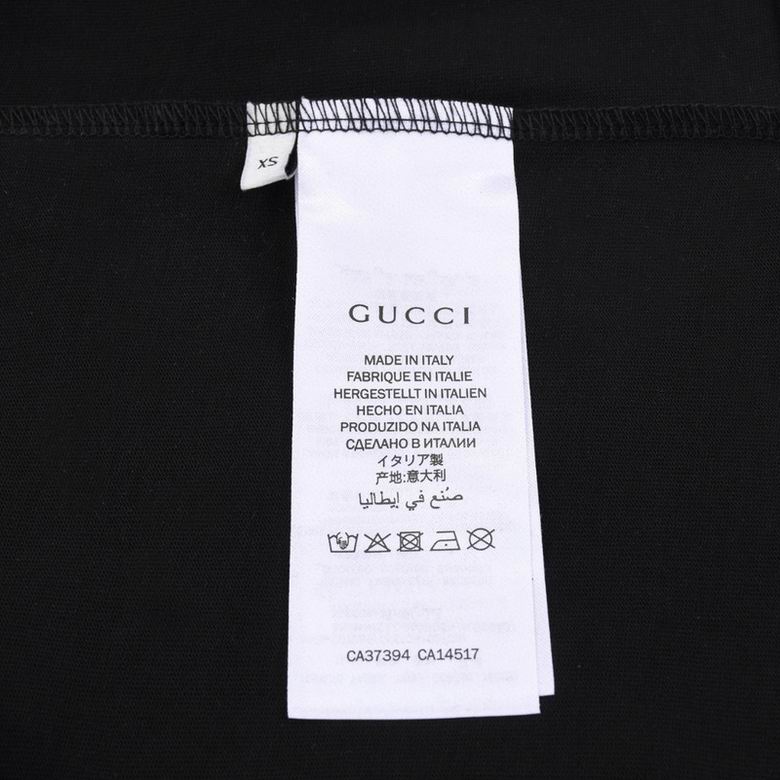 XS
GUCCI
MADE IN ITALY
FABRIQUE EN ITALIE
HERGESTELLT IN ITALIEN
HECHO EN ITALIA
PRODUZIDO NA ITALIA
СДЕЛАНО В ИТАЛИИ
イタリア製
产地:意大利
صُنع في إيطاليا
CA37394 CA14517